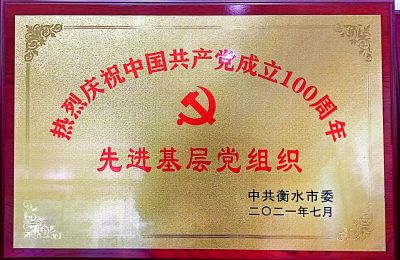 热烈庆祝中国共产党成立100周年
先进基层党组织
中共衡水市委
二〇二一年七月